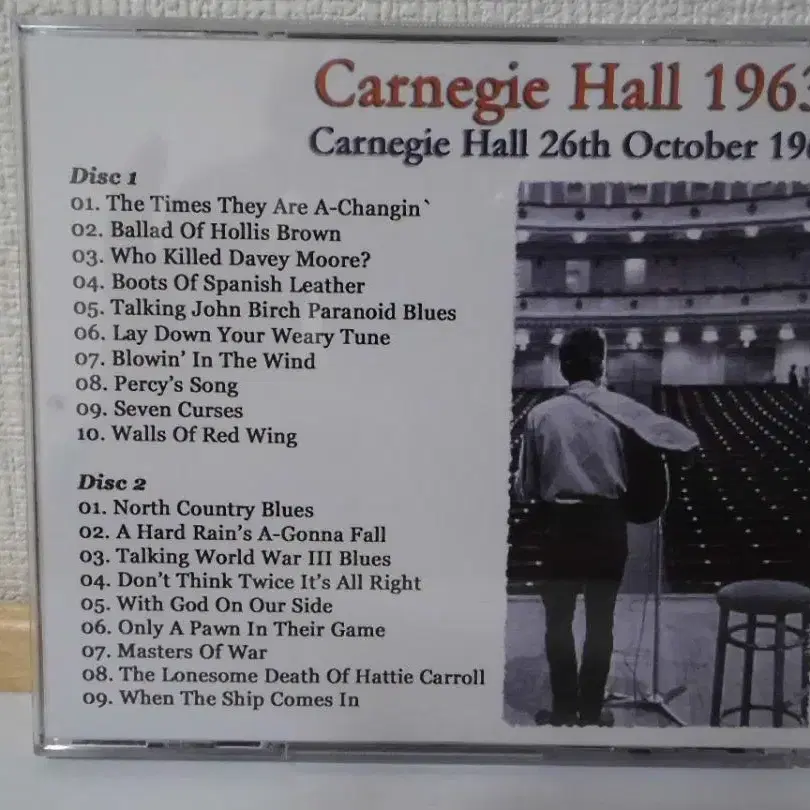 Carnegie Hall 196
Carnegie Hall 26th October 19
Disc 1
01. The Times They Are A-Changin`
02. Ballad Of Hollis Brown
03. Who Killed Davey Moore?
04. Boots Of Spanish Leather
05. Talking John Birch Paranoid Blues
06. Lay Down Your Weary Tune
07. Blowin' In The Wind
08. Percy's Song
09. Seven Curses
10. Walls Of Red Wing
Disc 2
01. North Country Blues
02. A Hard Rain's A-Gonna Fall
03. Talking World War III Blues
04. Don't Think Twice It's All Right
05. With God On Our Side
06. Only A Pawn In Their Game
07. Masters Of War
08. The Lonesome Death Of Hattie Carroll
09. When The Ship Comes In